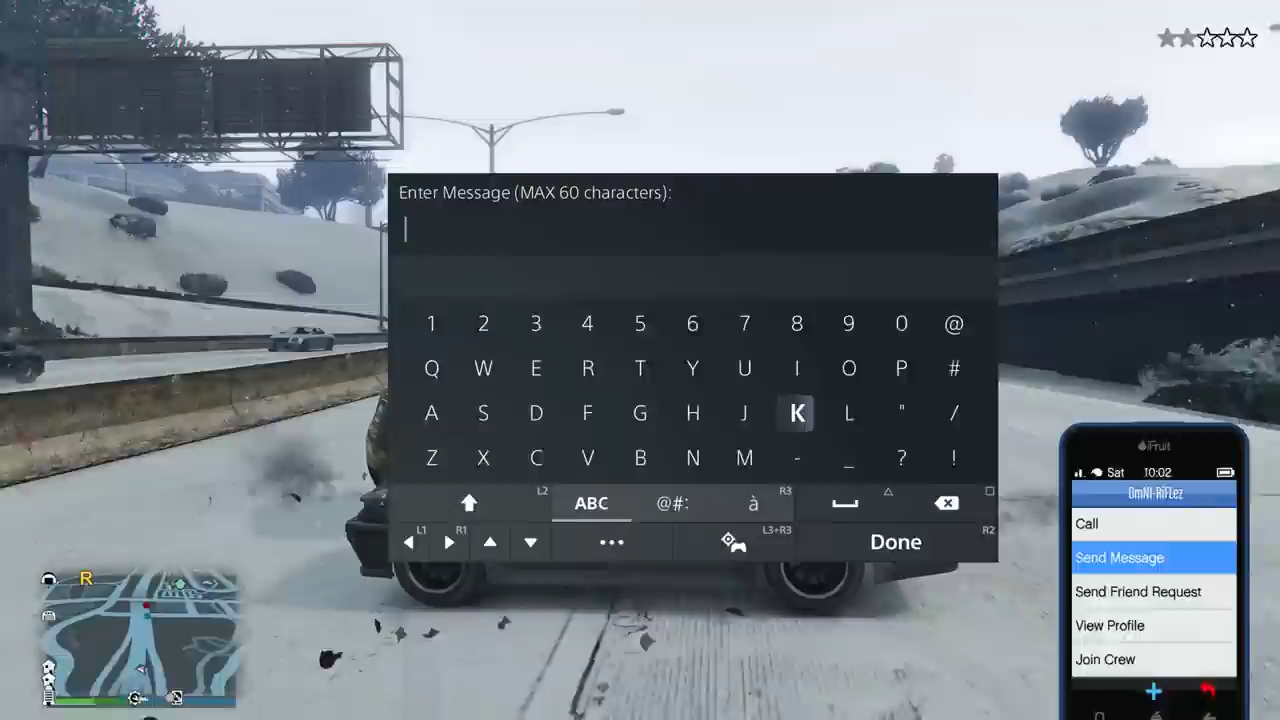 Enter Message (MAX 60 characters):
1 2 3 4 5 6 7 8 9 0 @
Q W E R T Y U I O P #
A S D F G H J K L " /
Z X C V B N M - _ ? !
L2 ABC @#: à R3
L1 R1 ... L3+R3 Done R2
R
iFruit
Sat 10:02
OmNI-RiFLez
Call
Send Message
Send Friend Request
View Profile
Join Crew